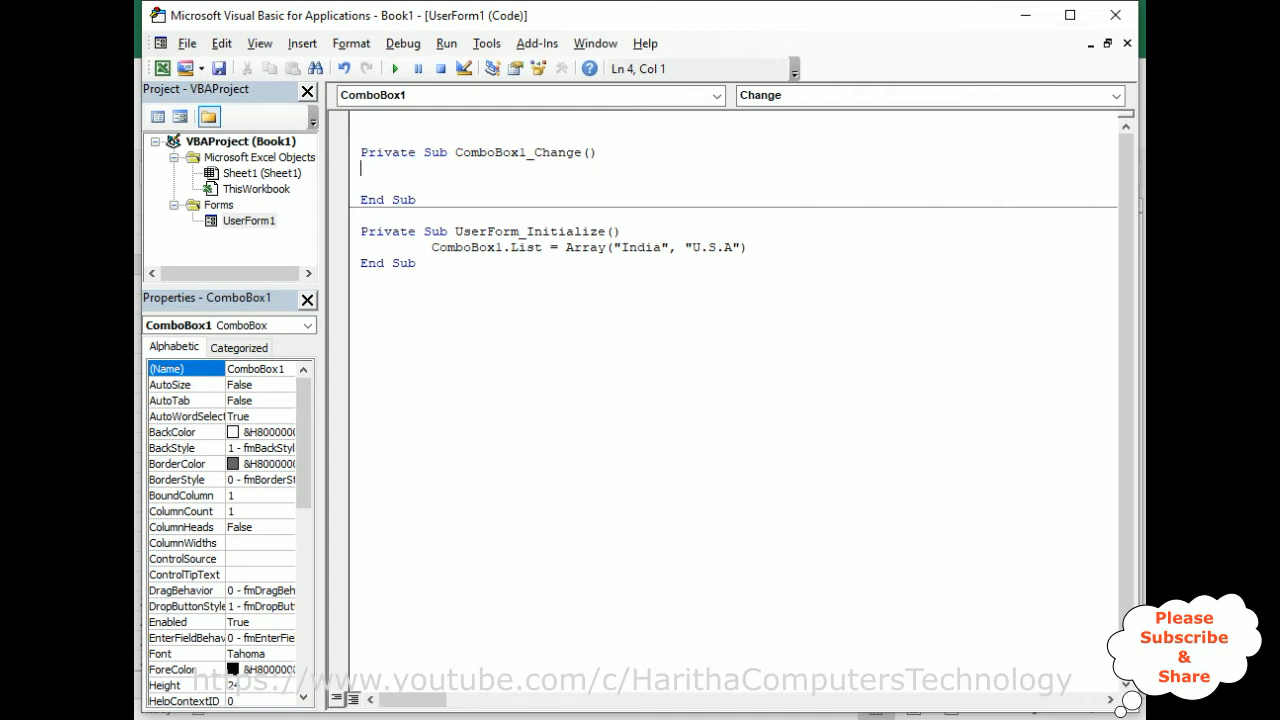 Microsoft Visual Basic for Applications - Book1 - [UserForm1 (Code)]
File Edit View Insert Format Debug Run Tools Add-Ins Window Help
Ln 4, Col 1
Project - VBAProject
ComboBox1 Change
VBAProject (Book1)
Microsoft Excel Objects
Sheet1 (Sheet1)
ThisWorkbook
Forms
UserForm1
Private Sub ComboBox1_Change()
End Sub
Private Sub UserForm_Initialize()
ComboBox1.List = Array("India", "U.S.A")
End Sub
Properties - ComboBox1
ComboBox1 ComboBox
Alphabetic Categorized
(Name) ComboBox1
AutoSize False
AutoTab False
AutoWordSelect True
BackColor &H8000000
BackStyle 1 - fmBackStyl
BorderColor &H8000000
BorderStyle 0 - fmBorderSt
BoundColumn 1
ColumnCount 1
ColumnHeads False
ColumnWidths
ControlSource
ControlTipText
DragBehavior 0 - fmDragBeh
DropButtonStyle 1 - fmDropBut
Enabled True
EnterFieldBehav 0 - fmEnterFie
Font Tahoma
ForeColor &H8000000
Height 24
HelpContextID 0
Please
Subscribe
&
Share
https://www.youtube.com/c/HarithaComputersTechnology